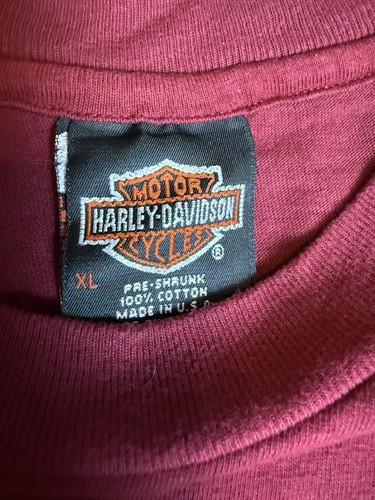 MOTOR
HARLEY-DAVIDSON
CYCLES
®
XL
PRE-SHRUNK
100% COTTON
MADE IN U.S.A.